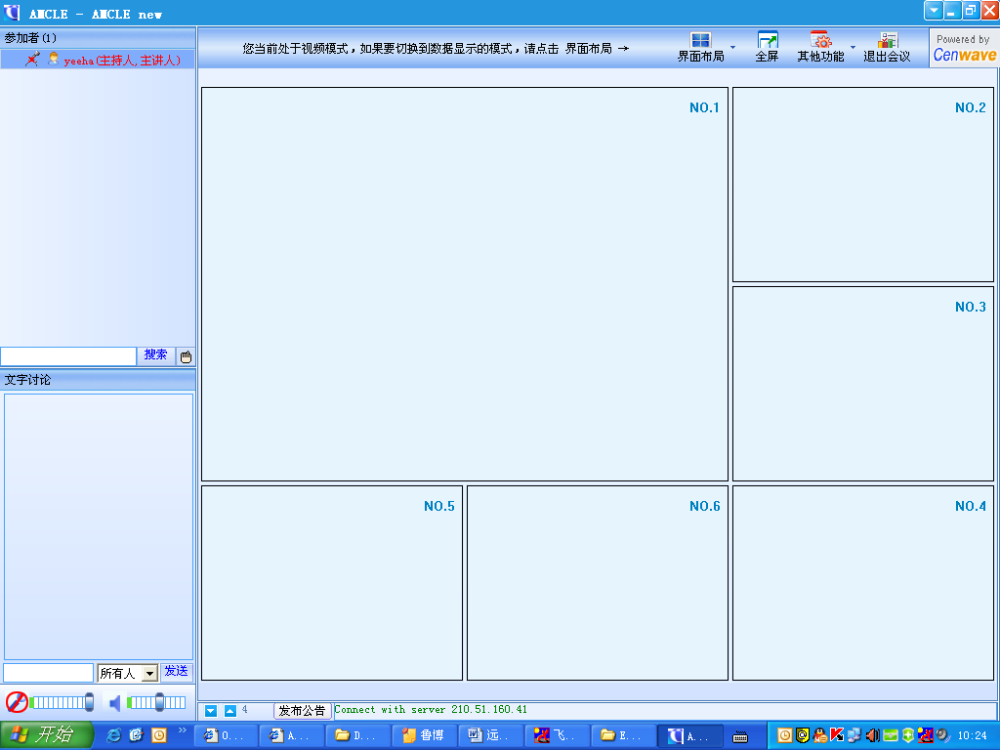 AMCLE - AMCLE new
参加者(1)
yeeha(主持人,主讲人)
您当前处于视频模式,如果要切换到数据显示的模式,请点击 界面布局 →
界面布局
全屏
其他功能
退出会议
Powered by
Cenwave
NO.1
NO.2
NO.3
搜索
文字讨论
NO.5
NO.6
NO.4
所有人
发送
4
发布公告
Connect with server 210.51.160.41
开始
»
O...
A...
D...
鲁博
远.
飞.
E...
A...
10:24